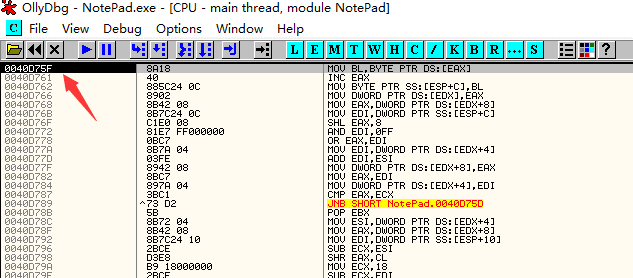 OllyDbg - NotePad.exe - [CPU - main thread, module NotePad]
C File View Debug Plugins Options Window Help
L E M T W H C / K B R ... S
0040D75F 8A18 MOV BL,BYTE PTR DS:[EAX]
0040D761 40 INC EAX
0040D762 885C24 0C MOV BYTE PTR SS:[ESP+C],BL
0040D766 8902 MOV DWORD PTR DS:[EDX],EAX
0040D768 8B42 08 MOV EAX,DWORD PTR DS:[EDX+8]
0040D76B 8B7C24 0C MOV EDI,DWORD PTR SS:[ESP+C]
0040D76F C1E0 08 SHL EAX,8
0040D772 81E7 FF000000 AND EDI,0FF
0040D778 0BC7 OR EAX,EDI
0040D77A 8B7A 04 MOV EDI,DWORD PTR DS:[EDX+4]
0040D77D 03FE ADD EDI,ESI
0040D77F 8942 08 MOV DWORD PTR DS:[EDX+8],EAX
0040D782 8BC7 MOV EAX,EDI
0040D784 897A 04 MOV DWORD PTR DS:[EDX+4],EDI
0040D787 3BC1 CMP EAX,ECX
0040D789 ^73 D2 JNB SHORT NotePad.0040D75D
0040D78B 5B POP EBX
0040D78C 8B72 04 MOV ESI,DWORD PTR DS:[EDX+4]
0040D78F 8B42 08 MOV EAX,DWORD PTR DS:[EDX+8]
0040D792 8B7C24 10 MOV EDI,DWORD PTR SS:[ESP+10]
0040D796 2BCE SUB ECX,ESI
0040D798 D3E8 SHR EAX,CL
0040D79A B9 18000000 MOV ECX,18
2BCF SUB ECX,EDI